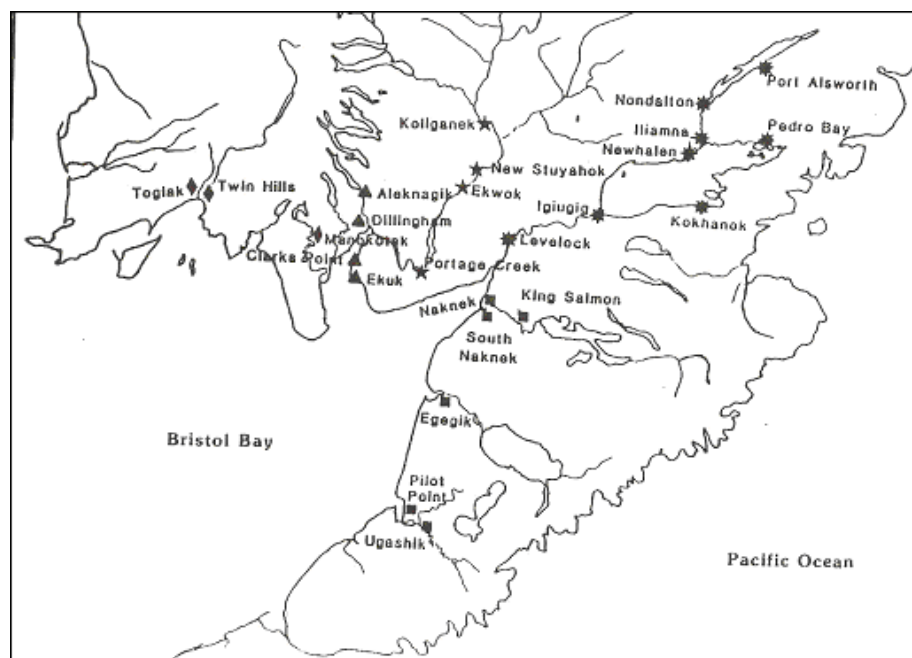 Port Alsworth
Nondalton
Koliganek
Iliamna
Pedro Bay
Newhalen
New Stuyahok
Togiak
Twin Hills
Aleknagik
Ekwok
Igiugig
Kokhanok
Dillingham
Manokotak
Levelock
Clarks Point
Portage Creek
Ekuk
Naknek
King Salmon
South
Naknek
Egegik
Bristol Bay
Pilot
Point
Ugashik
Pacific Ocean